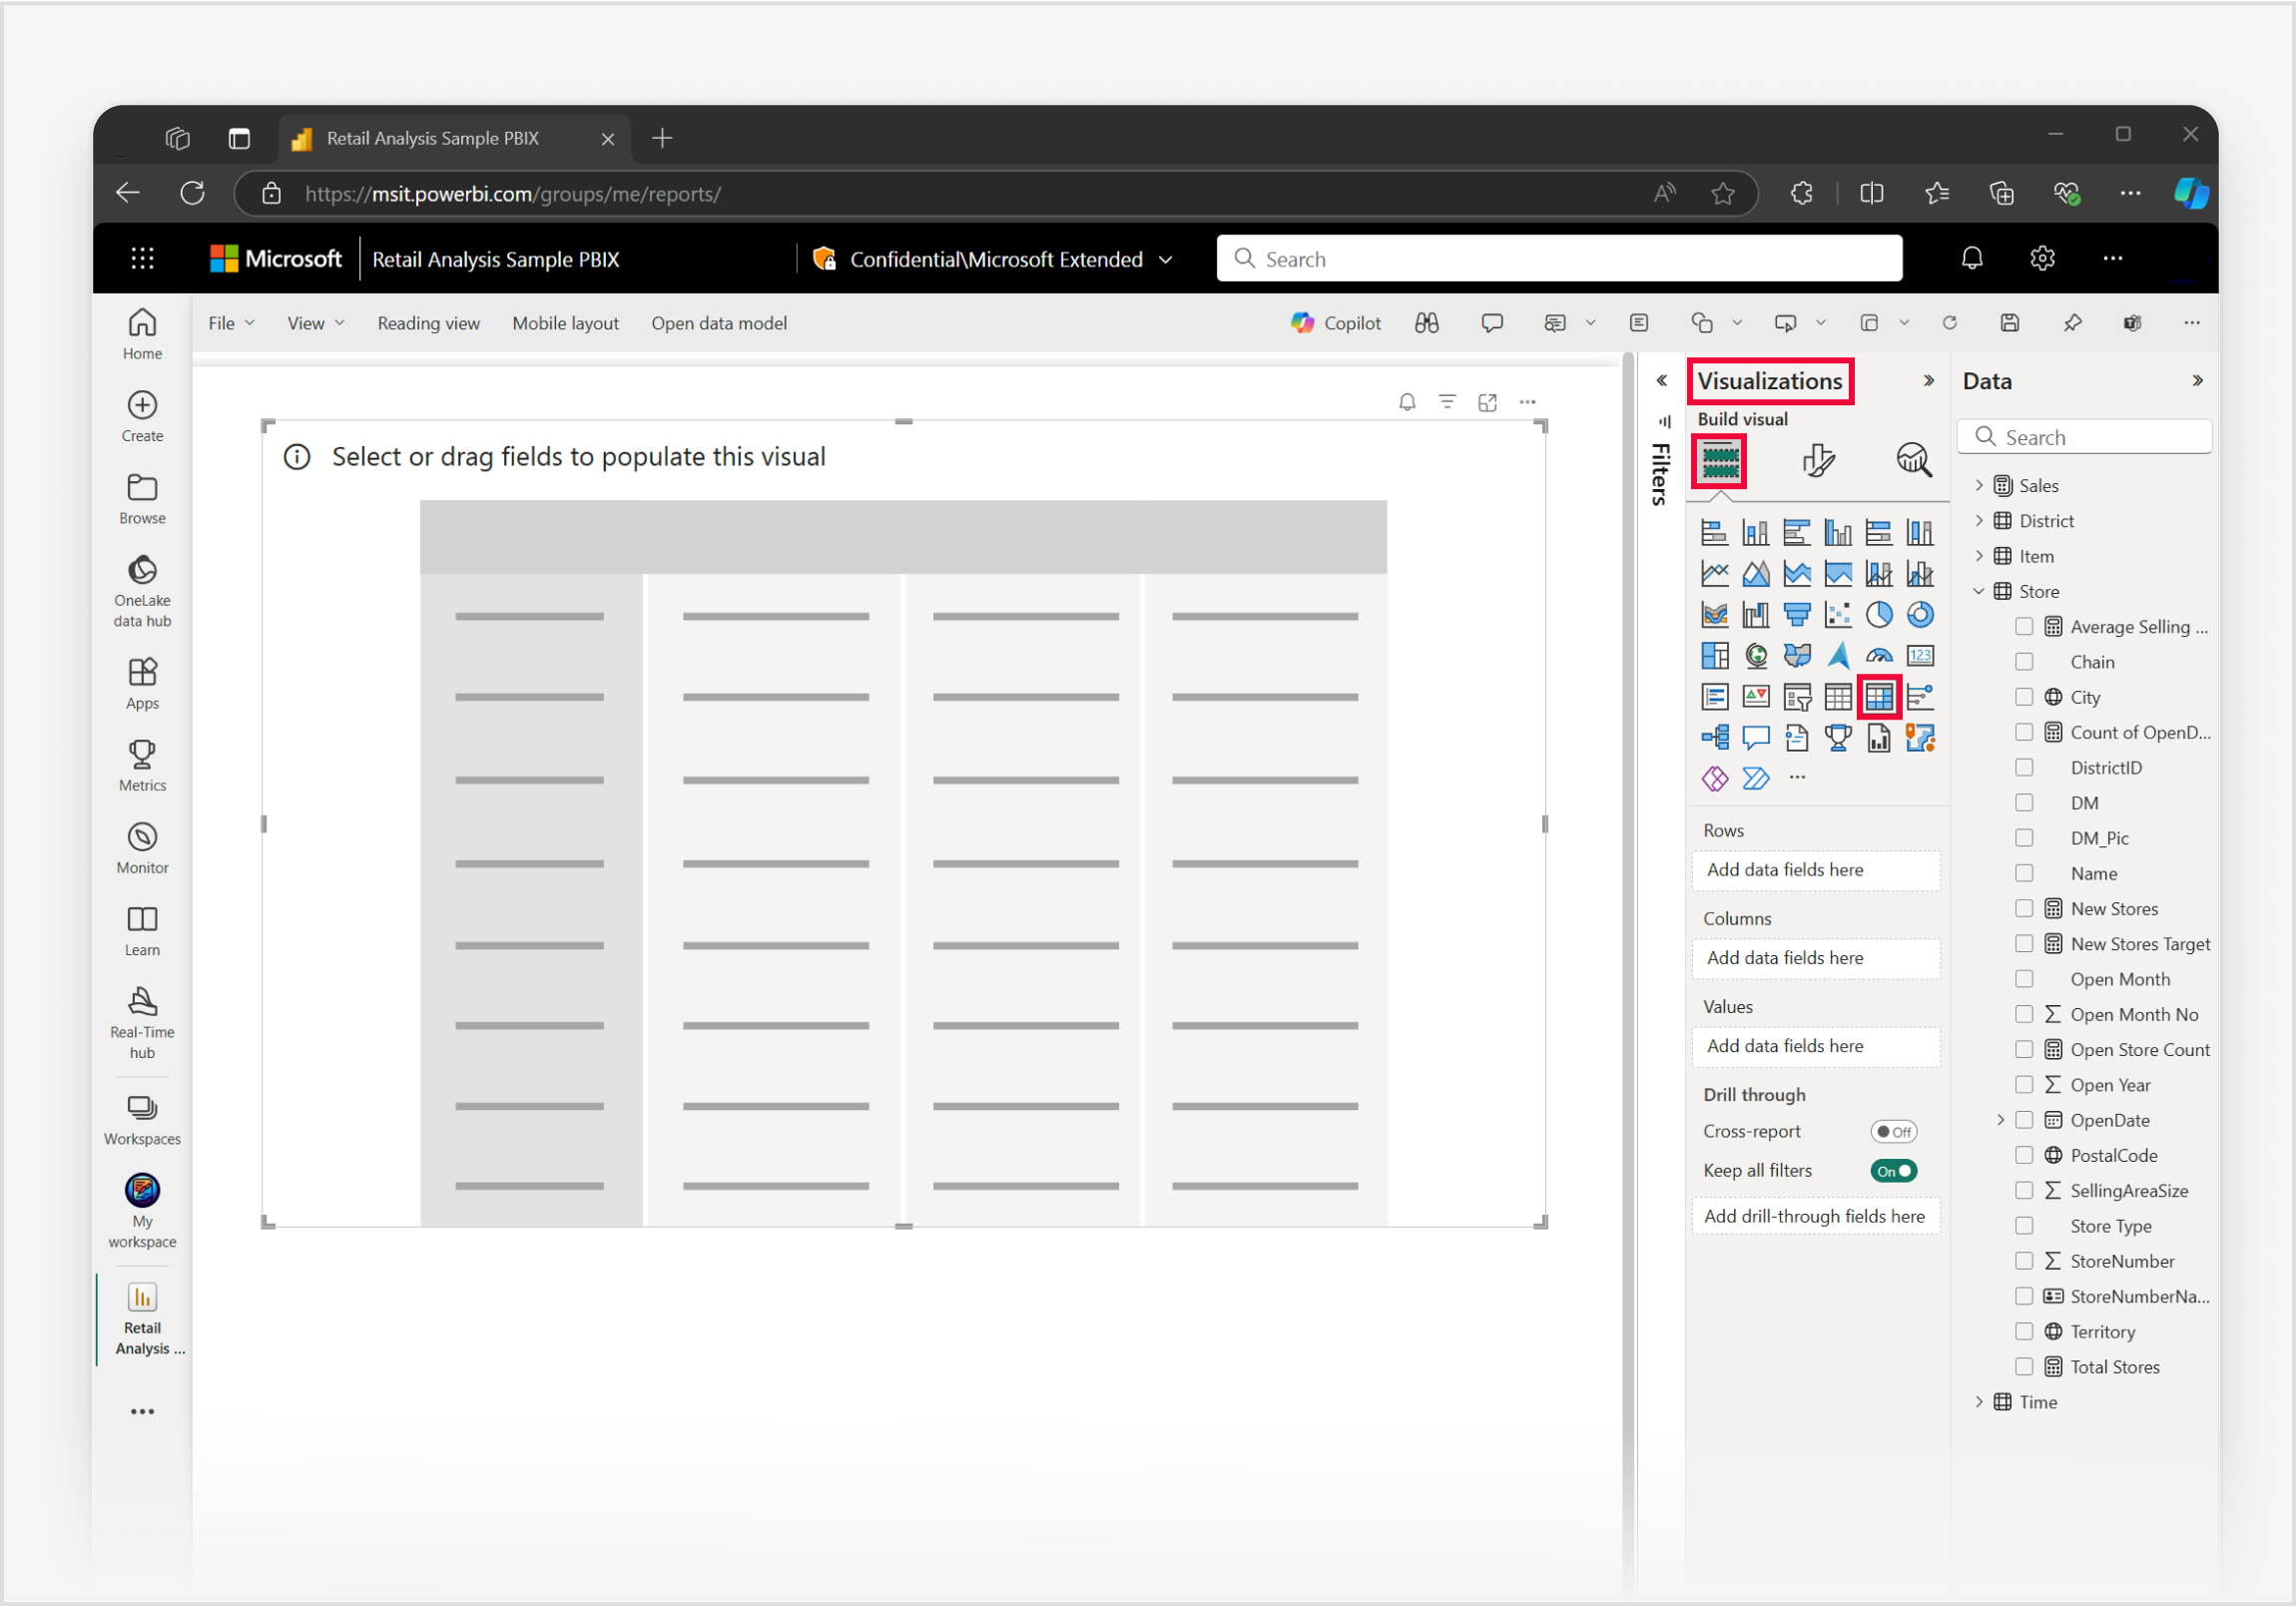 Retail Analysis Sample PBIX
https://msit.powerbi.com/groups/me/reports/
Microsoft Retail Analysis Sample PBIX Confidential\Microsoft Extended Search
File View Reading view Mobile layout Open data model Copilot
Home
Create
Browse
OneLake
data hub
Apps
Metrics
Monitor
Learn
Real-Time
hub
Workspaces
My
workspace
Retail
Analysis ...
Select or drag fields to populate this visual
Filters
Visualizations
Build visual
123
Rows
Add data fields here
Columns
Add data fields here
Values
Add data fields here
Drill through
Cross-report Off
Keep all filters On
Add drill-through fields here
Data
Search
Sales
District
Item
Store
Average Selling ...
Chain
City
Count of OpenD...
DistrictID
DM
DM_Pic
Name
New Stores
New Stores Target
Open Month
Open Month No
Open Store Count
Open Year
OpenDate
PostalCode
SellingAreaSize
Store Type
StoreNumber
StoreNumberNa...
Territory
Total Stores
Time